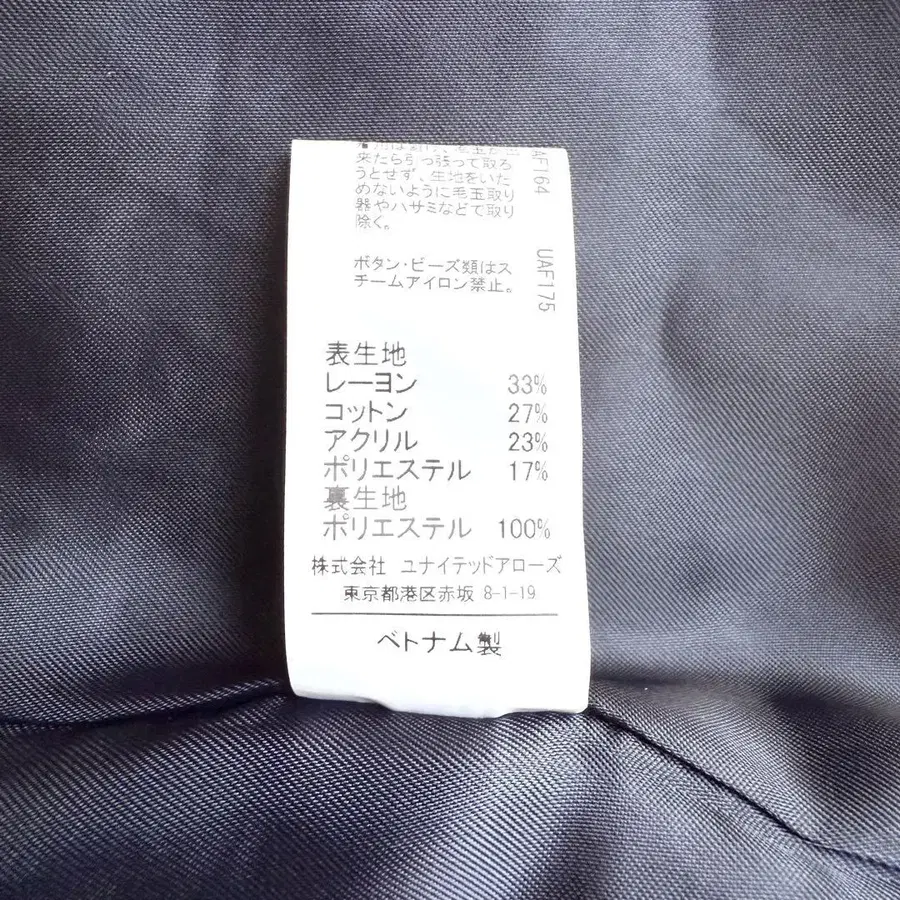 来たら引っ張って取ろ
うとせず、生地をいた
めないように毛玉取り
器やハサミなどで取り
除く。
ボタン・ビーズ類はス
チームアイロン禁止。
AF164
UAF175
表生地
レーヨン 33%
コットン 27%
アクリル 23%
ポリエステル 17%
裏生地
ポリエステル 100%
株式会社 ユナイテッドアローズ
東京都港区赤坂 8-1-19
ベトナム製